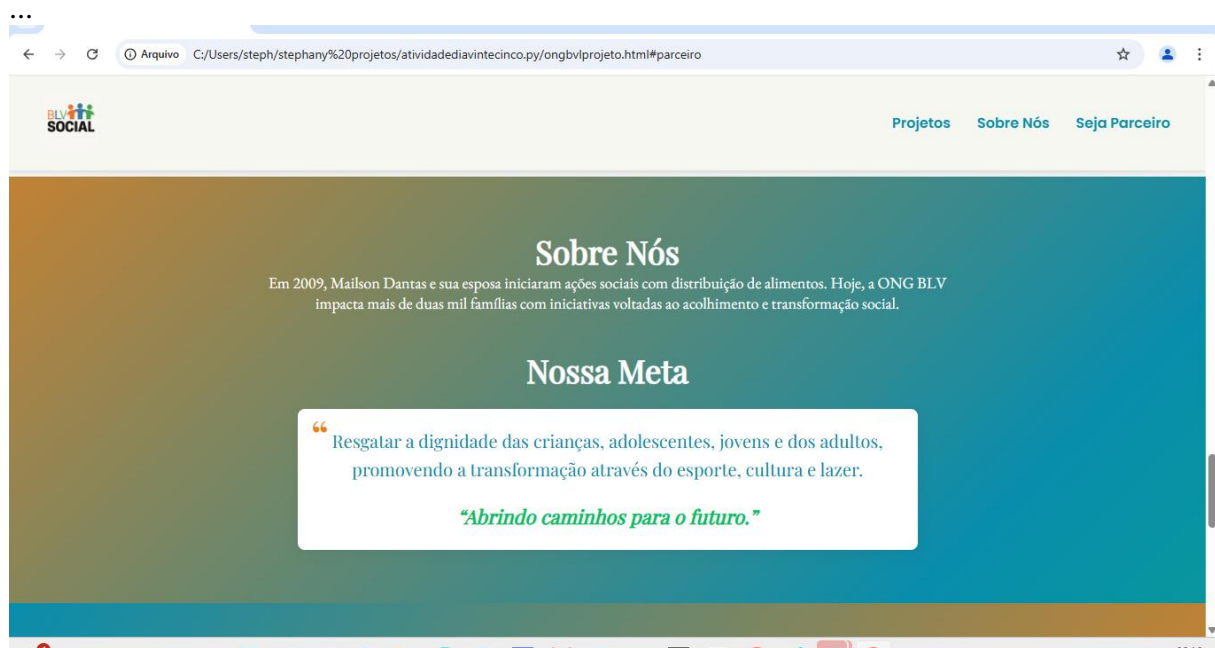 ...
Arquivo C:/Users/steph/stephany%20projetos/atividadediavintecinco.py/ongbvlprojeto.html#parceiro
BLV
SOCIAL
Projetos Sobre Nós Seja Parceiro
Sobre Nós
Em 2009, Mailson Dantas e sua esposa iniciaram ações sociais com distribuição de alimentos. Hoje, a ONG BLV
impacta mais de duas mil famílias com iniciativas voltadas ao acolhimento e transformação social.
Nossa Meta
“
Resgatar a dignidade das crianças, adolescentes, jovens e dos adultos,
promovendo a transformação através do esporte, cultura e lazer.
“Abrindo caminhos para o futuro.”